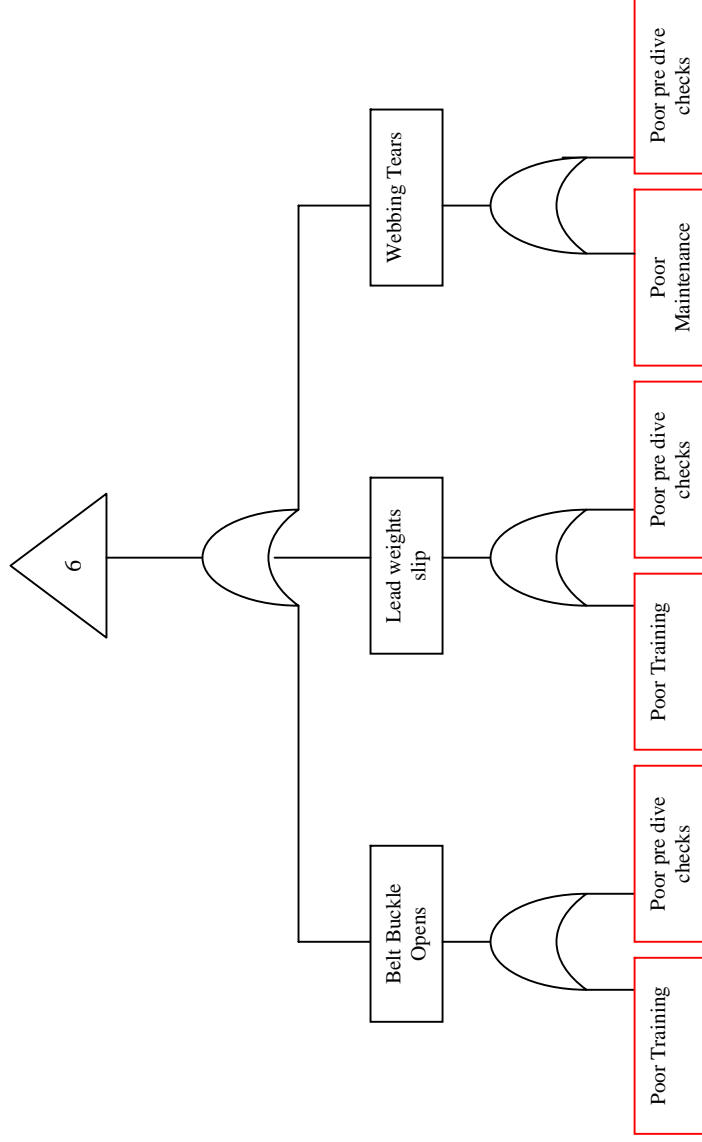 6
Belt Buckle
Opens
Lead weights
slip
Webbing Tears
Poor Training
Poor pre dive
checks
Poor Training
Poor pre dive
checks
Poor
Maintenance
Poor pre dive
checks